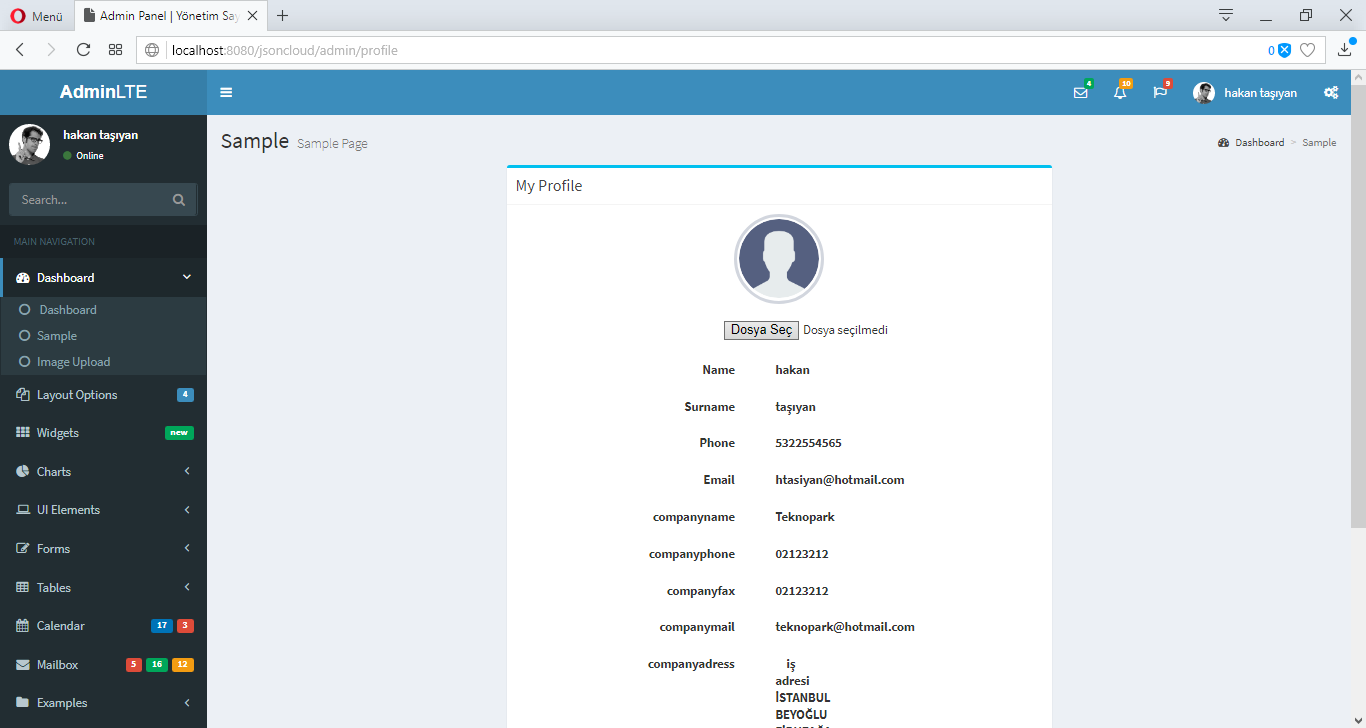 Menü
Admin Panel | Yönetim Say
localhost:8080/jsoncloud/admin/profile
0
AdminLTE
4
10
9
hakan taşıyan
hakan taşıyan
Online
Sample Sample Page
Dashboard > Sample
Search...
MAIN NAVIGATION
Dashboard
Dashboard
Sample
Image Upload
Layout Options 4
Widgets new
Charts
UI Elements
Forms
Tables
Calendar 17 3
Mailbox 5 16 12
Examples
My Profile
Dosya Seç Dosya seçilmedi
Name hakan
Surname taşıyan
Phone 5322554565
Email htasiyan@hotmail.com
companyname Teknopark
companyphone 02123212
companyfax 02123212
companymail teknopark@hotmail.com
companyadress iş
adresi
İSTANBUL
BEYOĞLU